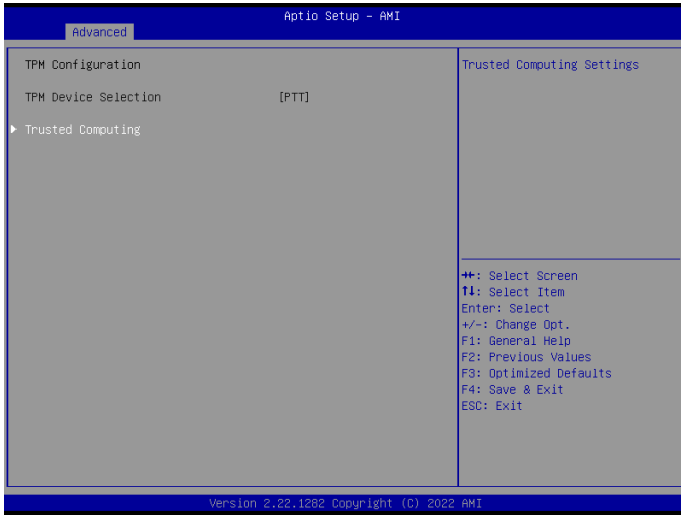 Aptio Setup – AMI
Advanced
TPM Configuration
TPM Device Selection [PTT]
Trusted Computing
Trusted Computing Settings
→←: Select Screen
↑↓: Select Item
Enter: Select
+/-: Change Opt.
F1: General Help
F2: Previous Values
F3: Optimized Defaults
F4: Save & Exit
ESC: Exit
Version 2.22.1282 Copyright (C) 2022 AMI